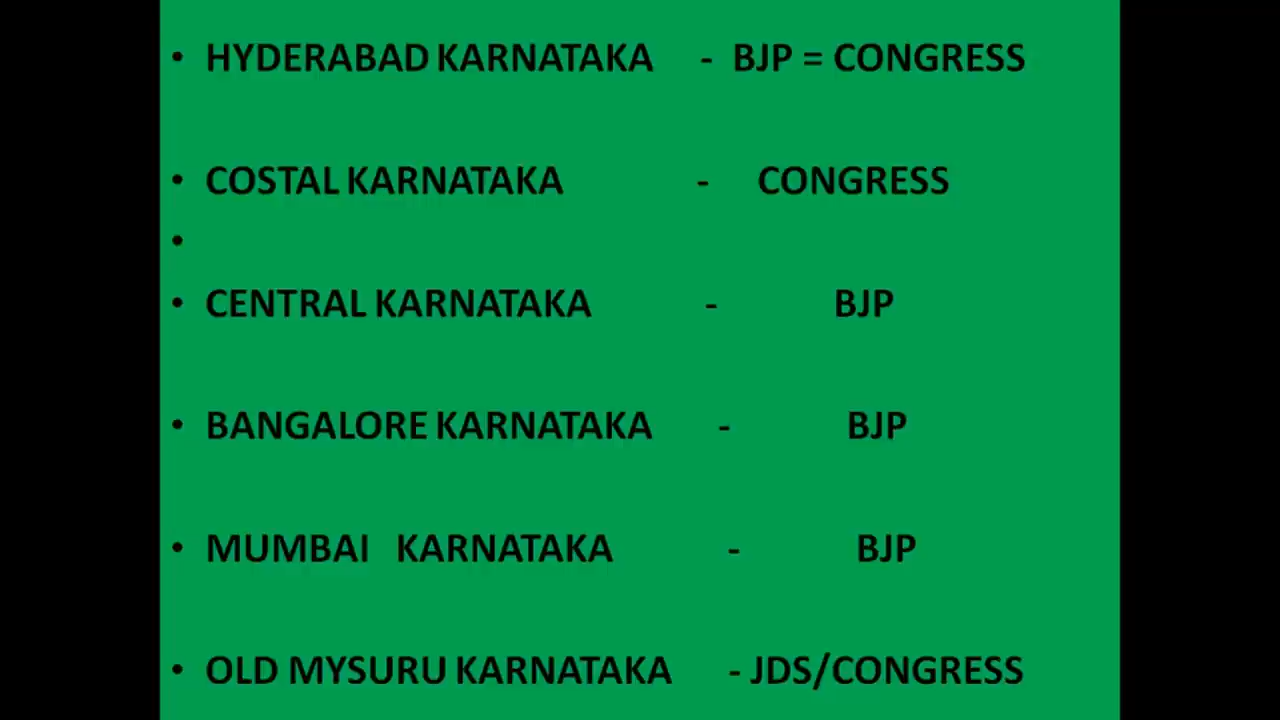 • HYDERABAD KARNATAKA - BJP = CONGRESS
• COSTAL KARNATAKA - CONGRESS
•
• CENTRAL KARNATAKA - BJP
• BANGALORE KARNATAKA - BJP
• MUMBAI KARNATAKA - BJP
• OLD MYSURU KARNATAKA - JDS/CONGRESS